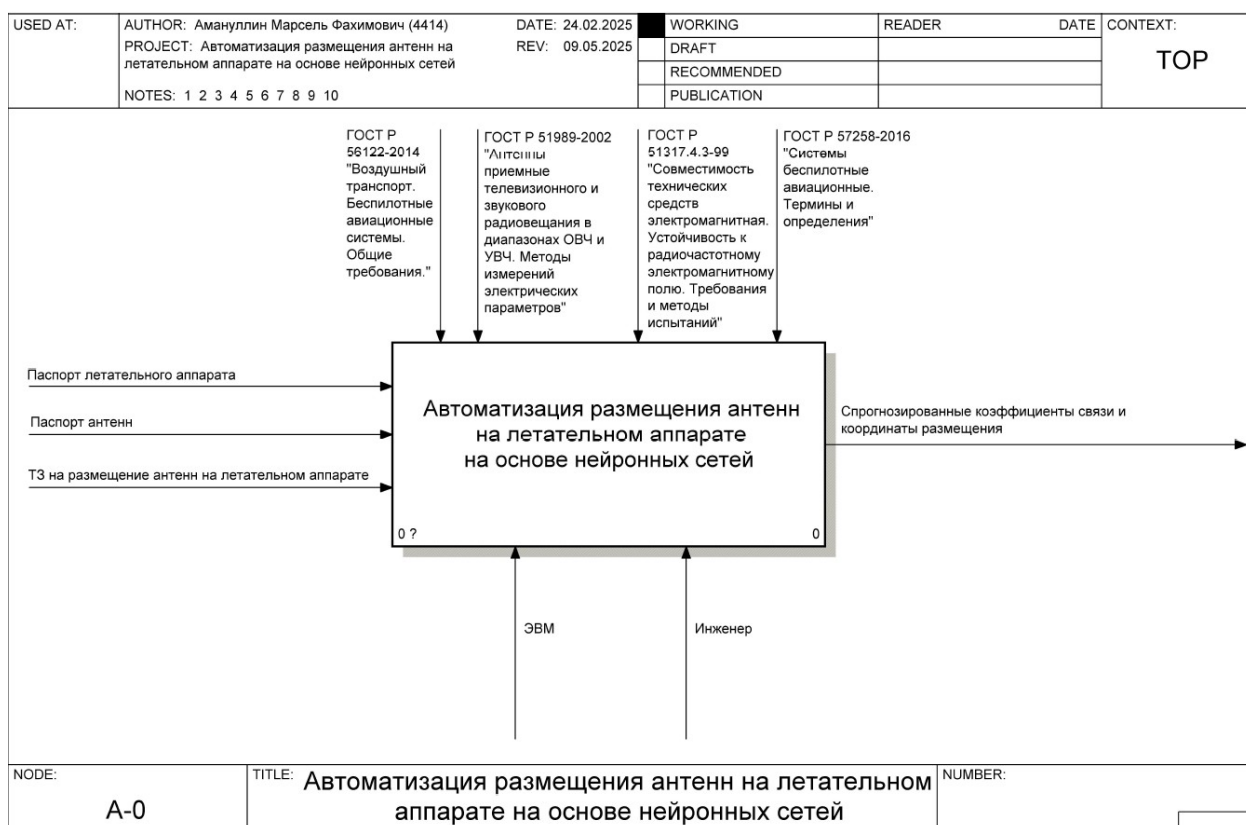 USED AT:
AUTHOR: Амануллин Марсель Фахимович (4414)
DATE: 24.02.2025
PROJECT: Автоматизация размещения антенн на
летательном аппарате на основе нейронных сетей
REV: 09.05.2025
NOTES: 1 2 3 4 5 6 7 8 9 10
WORKING
DRAFT
RECOMMENDED
PUBLICATION
READER
DATE
CONTEXT:
TOP
ГОСТ Р
56122-2014
"Воздушный
транспорт.
Беспилотные
авиационные
системы.
Общие
требования."
ГОСТ Р 51989-2002
"Антенны
приемные
телевизионного и
звукового
радиовещания в
диапазонах ОВЧ и
УВЧ. Методы
измерений
электрических
параметров"
ГОСТ Р
51317.4.3-99
"Совместимость
технических
средств
электромагнитная.
Устойчивость к
радиочастотному
электромагнитному
полю. Требования
и методы
испытаний"
ГОСТ Р 57258-2016
"Системы
беспилотные
авиационные.
Термины и
определения"
Паспорт летательного аппарата
Паспорт антенн
ТЗ на размещение антенн на летательном аппарате
Автоматизация размещения антенн
на летательном аппарате
на основе нейронных сетей
0 ?
0
Спрогнозированные коэффициенты связи и
координаты размещения
ЭВМ
Инженер
NODE:
A-0
TITLE:
Автоматизация размещения антенн на летательном
аппарате на основе нейронных сетей
NUMBER: